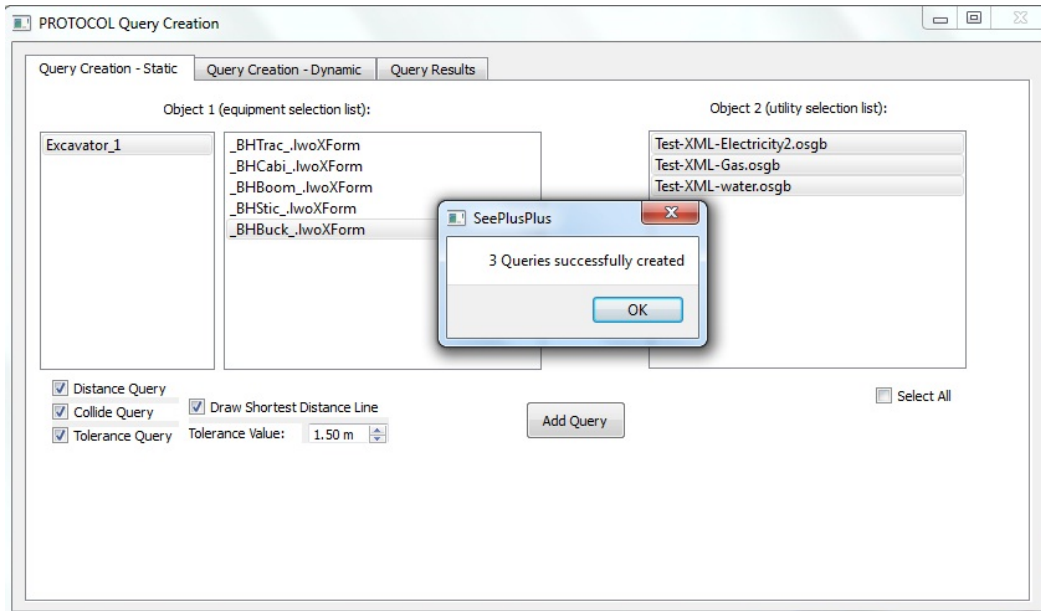 PROTOCOL Query Creation
Query Creation - Static
Query Creation - Dynamic
Query Results
Object 1 (equipment selection list):
Object 2 (utility selection list):
Excavator_1
_BHTrac_.lwoXForm
_BHCabi_.lwoXForm
_BHBoom_.lwoXForm
_BHStic_.lwoXForm
_BHBuck_.lwoXForm
Test-XML-Electricity2.osgb
Test-XML-Gas.osgb
Test-XML-water.osgb
SeePlusPlus
3 Queries successfully created
OK
Distance Query
Collide Query
Tolerance Query
Draw Shortest Distance Line
Tolerance Value: 1.50 m
Add Query
Select All